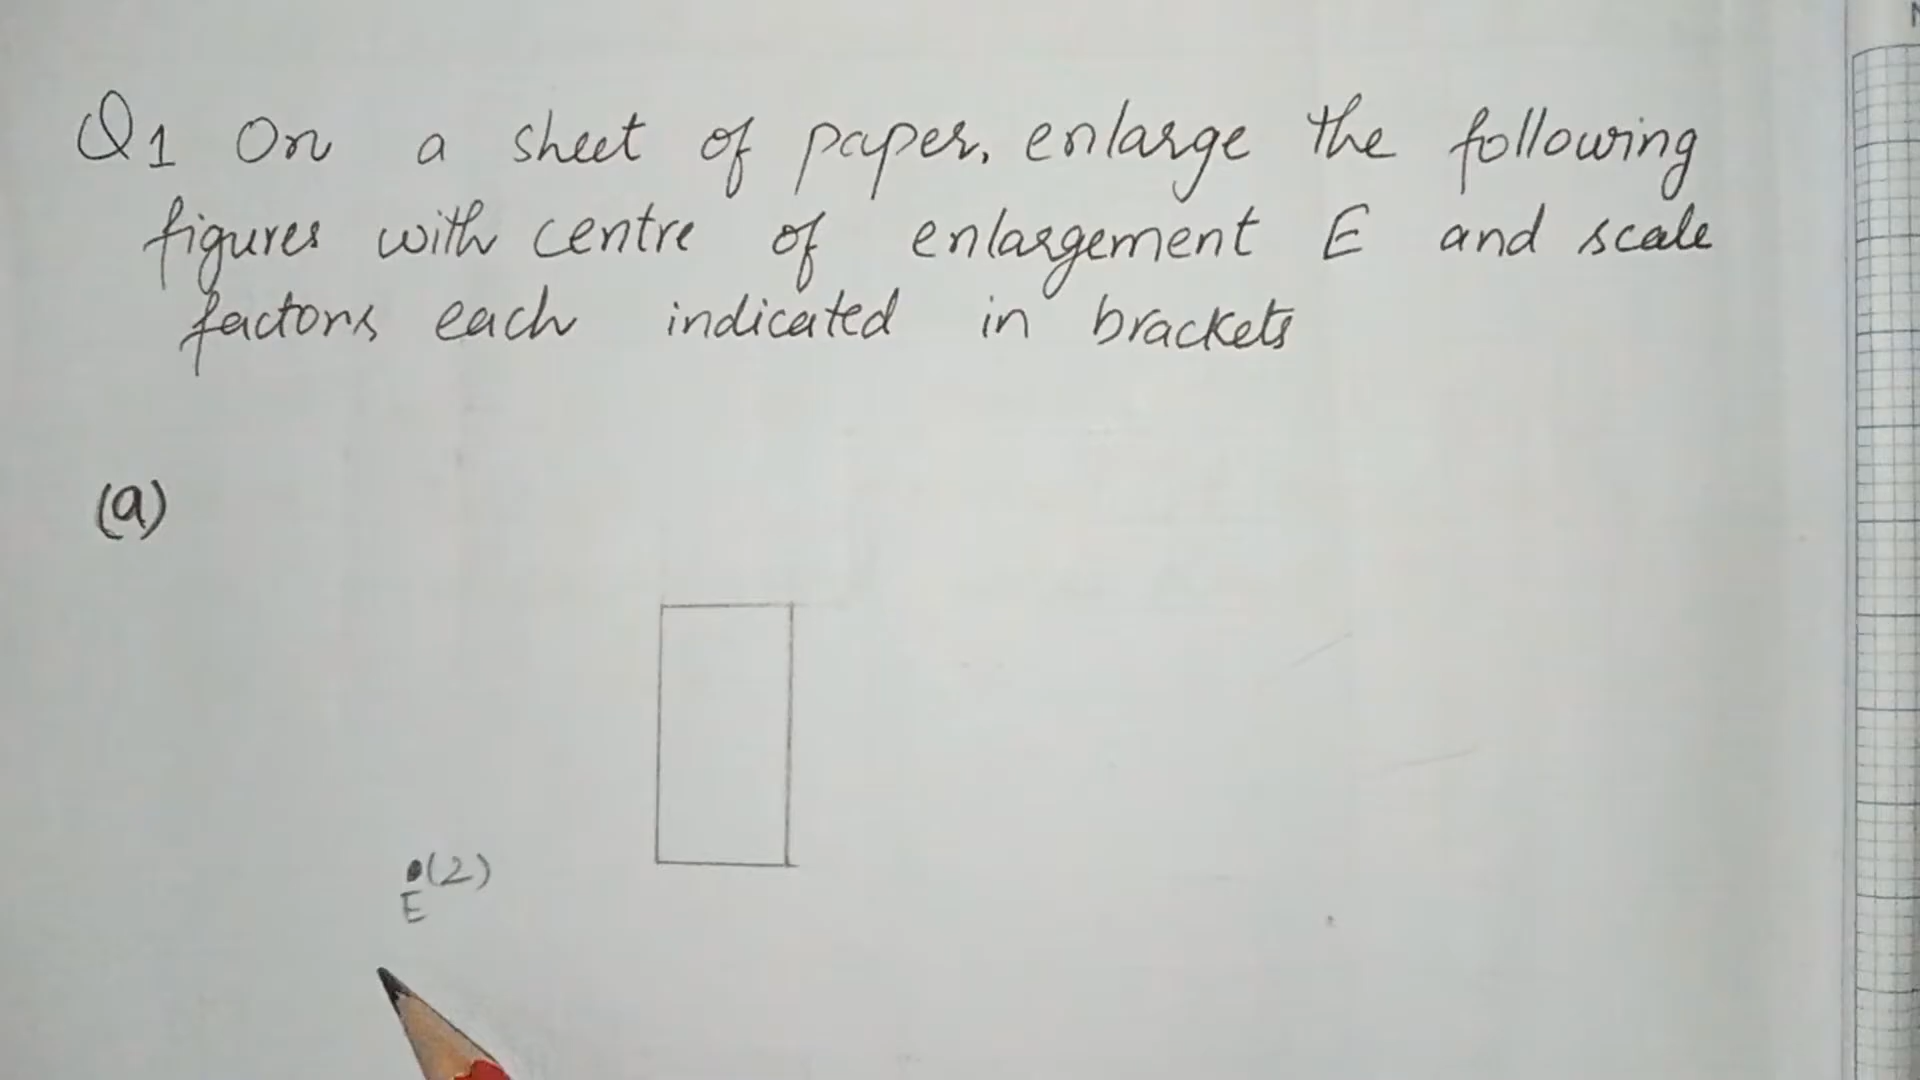 Q1 On a sheet of paper, enlarge the following
figures with centre of enlargement E and scale
factors each indicated in brackets
(a)
(2)
E